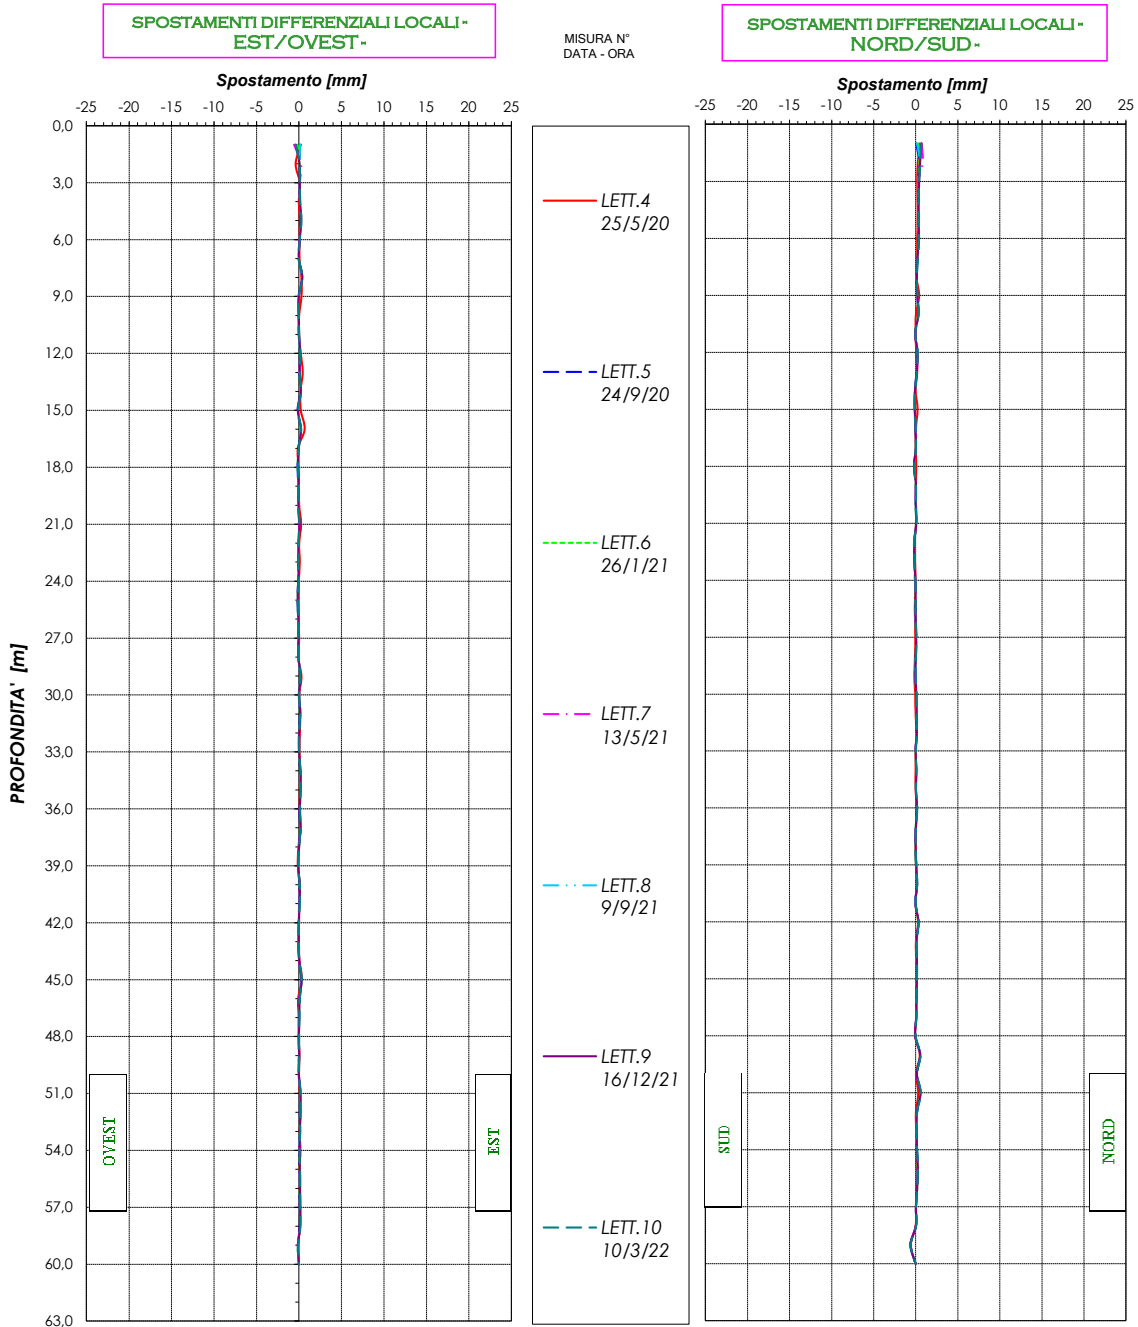 SPOSTAMENTI DIFFERENZIALI LOCALI -
EST/OVEST -
MISURA N°
DATA - ORA
SPOSTAMENTI DIFFERENZIALI LOCALI -
NORD/SUD -
Spostamento [mm]
-25 -20 -15 -10 -5 0 5 10 15 20 25
Spostamento [mm]
-25 -20 -15 -10 -5 0 5 10 15 20 25
PROFONDITA' [m]
0,0
3,0
6,0
9,0
12,0
15,0
18,0
21,0
24,0
27,0
30,0
33,0
36,0
39,0
42,0
45,0
48,0
51,0
54,0
57,0
60,0
63,0
OVEST
EST
LETT.4
25/5/20
LETT.5
24/9/20
LETT.6
26/1/21
LETT.7
13/5/21
LETT.8
9/9/21
LETT.9
16/12/21
LETT.10
10/3/22
SUD
NORD